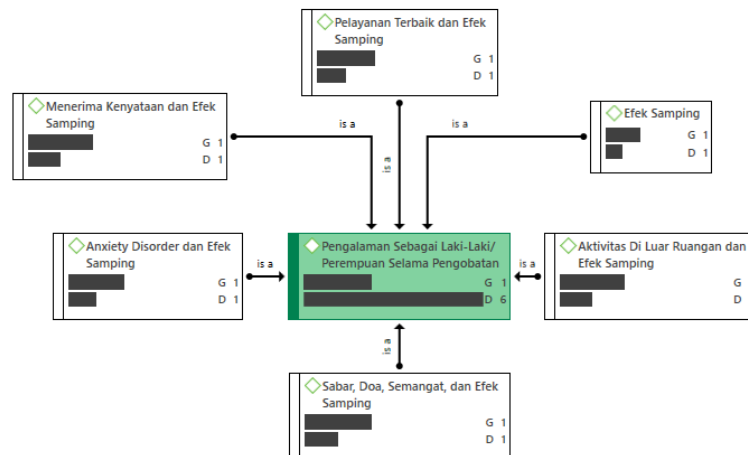 Pelayanan Terbaik dan Efek
Samping
G 1
D 1
Menerima Kenyataan dan Efek
Samping
G 1
D 1
is a
is a
is a
Efek Samping
G 1
D 1
Anxiety Disorder dan Efek
Samping
G 1
D 1
is a
Pengalaman Sebagai Laki-Laki/
Perempuan Selama Pengobatan
G 1
D 6
is a
Aktivitas Di Luar Ruangan dan
Efek Samping
G
D
is a
Sabar, Doa, Semangat, dan Efek
Samping
G 1
D 1